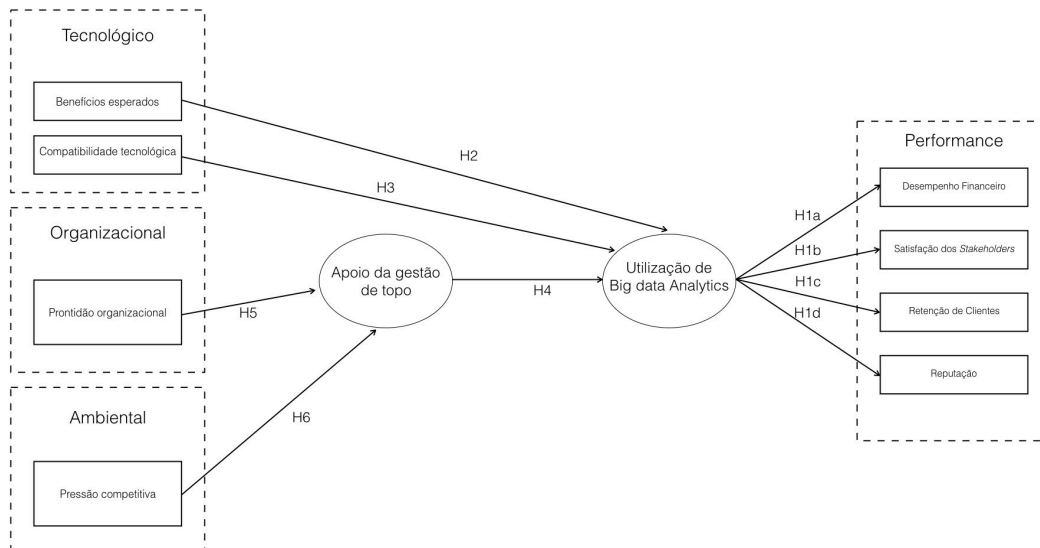 Tecnológico
Benefícios esperados
Compatibilidade tecnológica
H2
H3
Organizacional
Prontidão organizacional
H5
Apoio da gestão
de topo
H4
Utilização de
Big data Analytics
Ambiental
Pressão competitiva
H6
Performance
H1a
Desempenho Financeiro
H1b
Satisfação dos Stakeholders
H1c
Retenção de Clientes
H1d
Reputação